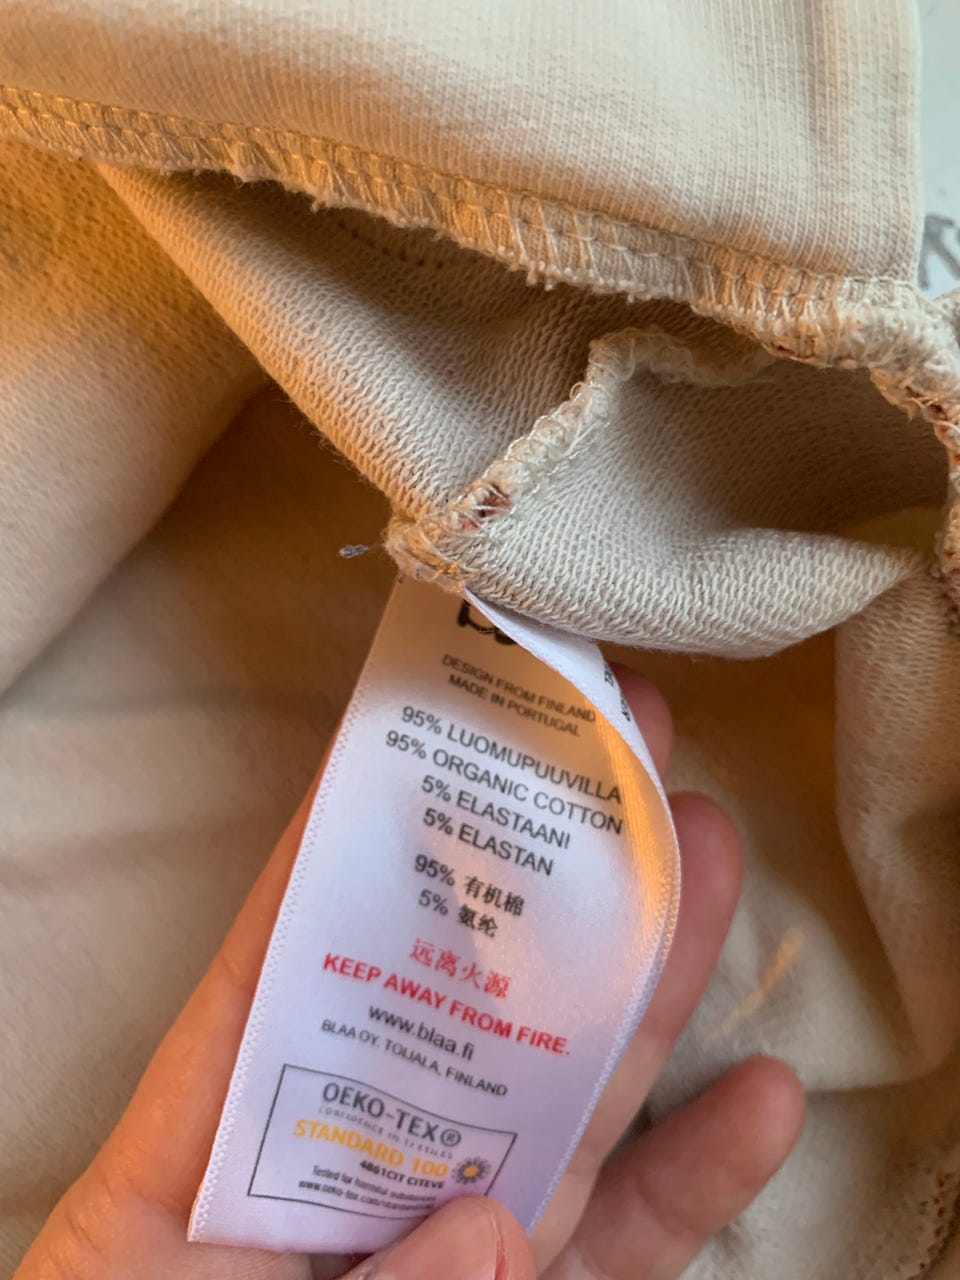 DESIGN FROM FINLAND
MADE IN PORTUGAL
95% LUOMUPUUVILLA
95% ORGANIC COTTON
5% ELASTAANI
5% ELASTAN
95% 有机棉
5% 氨纶
远离火源
KEEP AWAY FROM FIRE.
www.blaa.fi
BLAA OY. TOIJALA, FINLAND
OEKO-TEX®
CONFIDENCE IN TEXTILES
STANDARD 100
4861CIT CITEVE
Tested for harmful substances